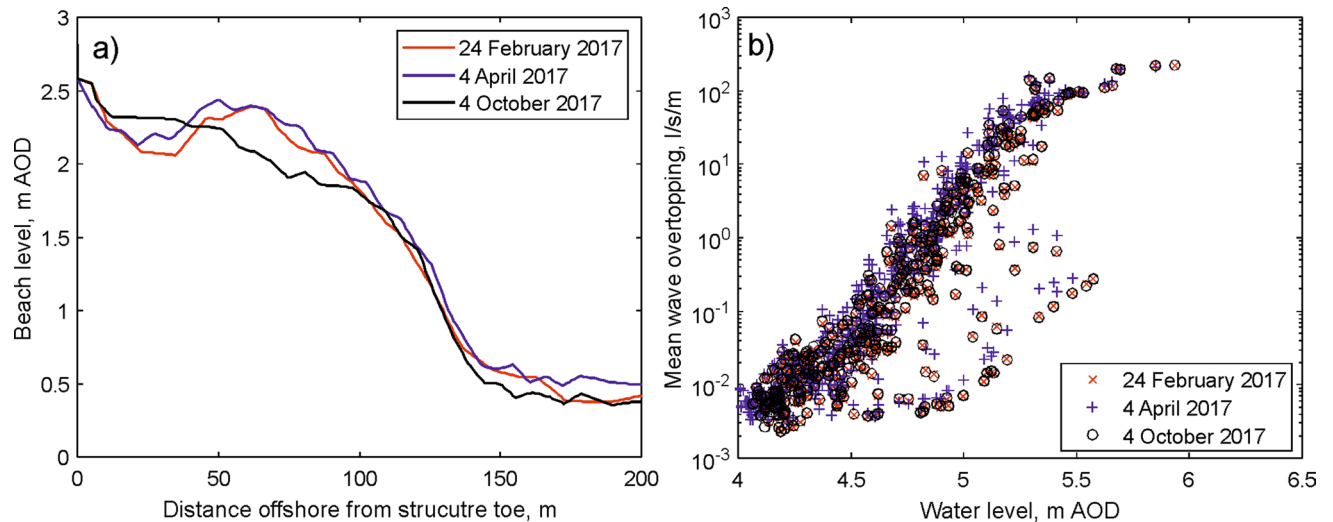 a)
24 February 2017
4 April 2017
4 October 2017
Beach level, m AOD
3
2.5
2
1.5
1
0.5
0
0 50 100 150 200
Distance offshore from strucutre toe, m
b)
Mean wave overtopping, l/s/m
10³
10²
10¹
10⁰
10⁻¹
10⁻²
10⁻³
24 February 2017
4 April 2017
4 October 2017
4 4.5 5 5.5 6 6.5
Water level, m AOD